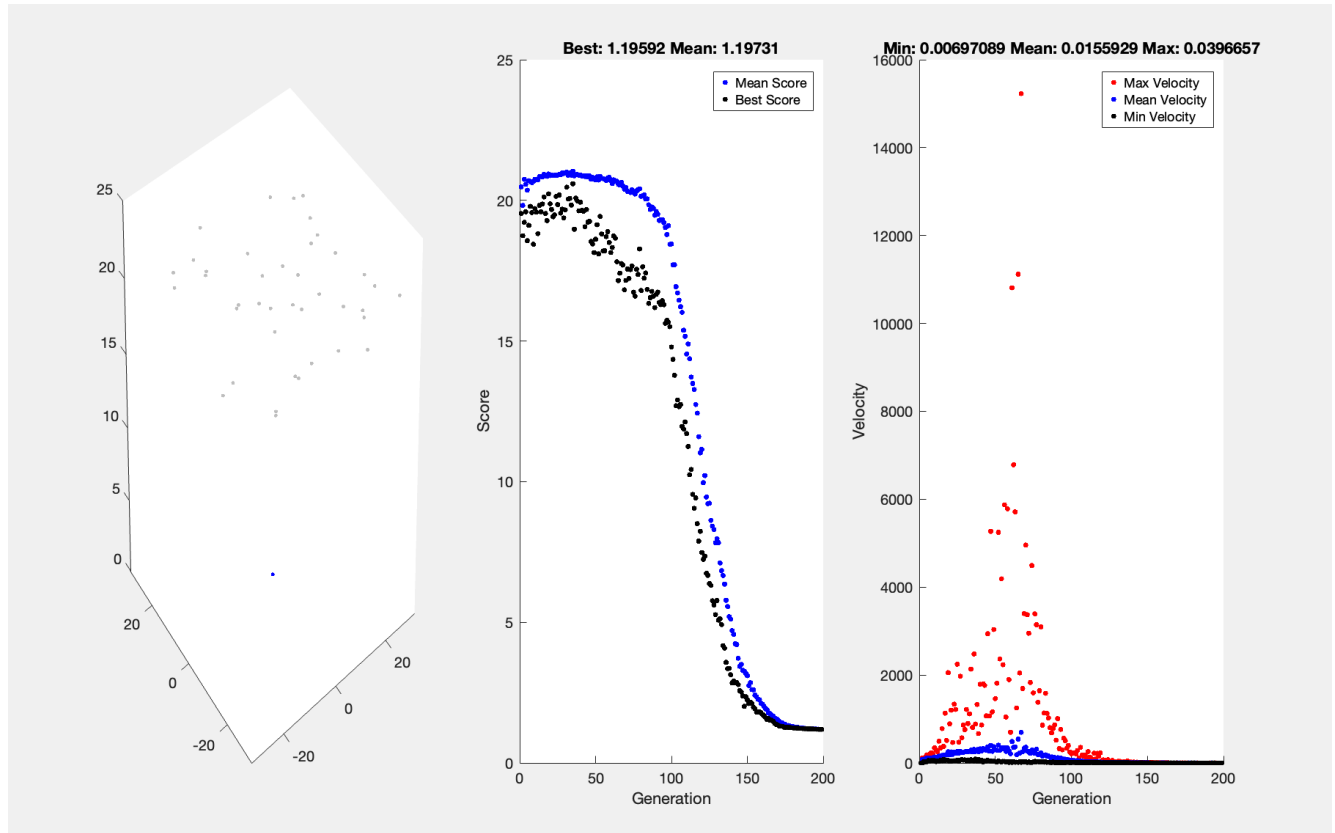 25
20
15
10
5
0
20
0
-20
20
0
-20
Best: 1.19592 Mean: 1.19731
Mean Score
Best Score
Score
25
20
15
10
5
0
0 50 100 150 200
Generation
Min: 0.00697089 Mean: 0.0155929 Max: 0.0396657
Max Velocity
Mean Velocity
Min Velocity
Velocity
16000
14000
12000
10000
8000
6000
4000
2000
0
0 50 100 150 200
Generation